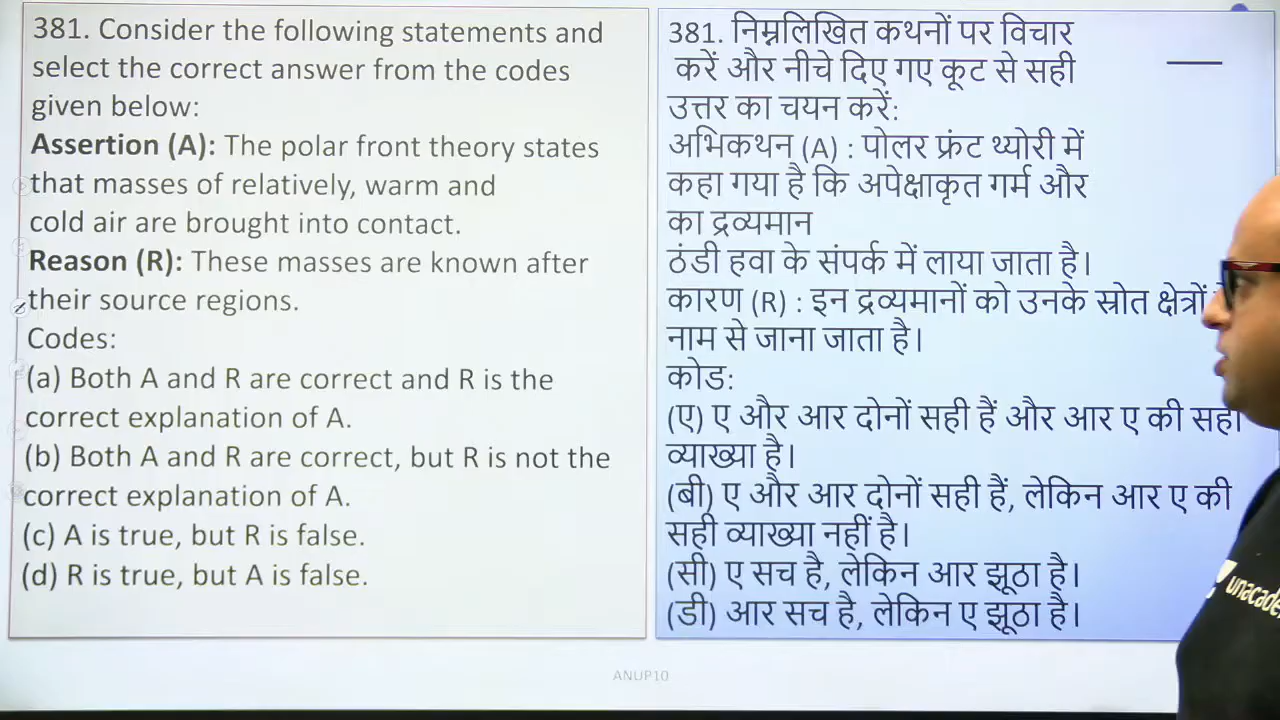 381. Consider the following statements and
select the correct answer from the codes
given below:
Assertion (A): The polar front theory states
that masses of relatively, warm and
cold air are brought into contact.
Reason (R): These masses are known after
their source regions.
Codes:
(a) Both A and R are correct and R is the
correct explanation of A.
(b) Both A and R are correct, but R is not the
correct explanation of A.
(c) A is true, but R is false.
(d) R is true, but A is false.
381. निम्नलिखित कथनों पर विचार
करें और नीचे दिए गए कूट से सही
उत्तर का चयन करें:
अभिकथन (A) : पोलर फ्रंट थ्योरी में
कहा गया है कि अपेक्षाकृत गर्म और
का द्रव्यमान
ठंडी हवा के संपर्क में लाया जाता है।
कारण (R) : इन द्रव्यमानों को उनके स्रोत क्षेत्रों
नाम से जाना जाता है।
कोड:
(ए) ए और आर दोनों सही हैं और आर ए की सही
व्याख्या है।
(बी) ए और आर दोनों सही हैं, लेकिन आर ए की
सही व्याख्या नहीं है।
(सी) ए सच है, लेकिन आर झूठा है।
(डी) आर सच है, लेकिन ए झूठा है।
ANUP10